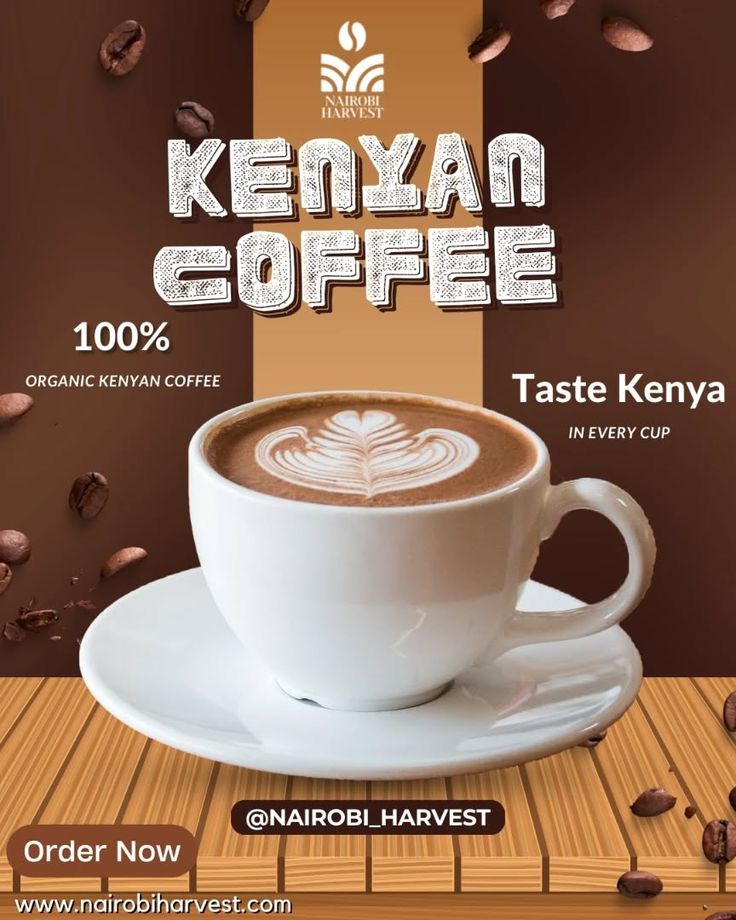 NAIROBI
HARVEST
KENYAN
COFFEE
100%
ORGANIC KENYAN COFFEE
Taste Kenya
IN EVERY CUP
@NAIROBI_HARVEST
Order Now
www.nairobiharvest.com